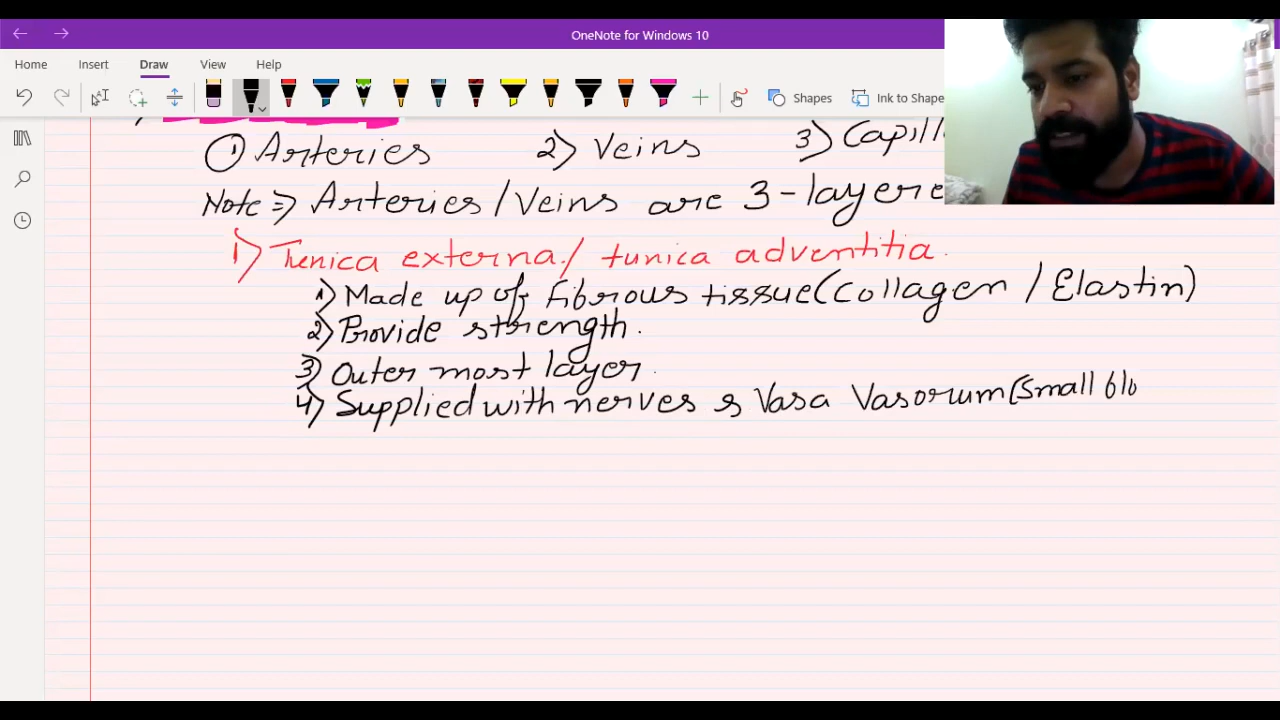 OneNote for Windows 10
Home Insert Draw View Help
Shapes Ink to Shape
1) Arteries 2) Veins 3) Capill
Note => Arteries/Veins are 3-layere
1) Tunica externa./ tunica adventitia.
1) Made up of Fibrous tissue(Collagen / Elastin)
2) Provide strength.
3) Outer most layer.
4) Supplied with nerves & Vasa Vasorum(Small blo